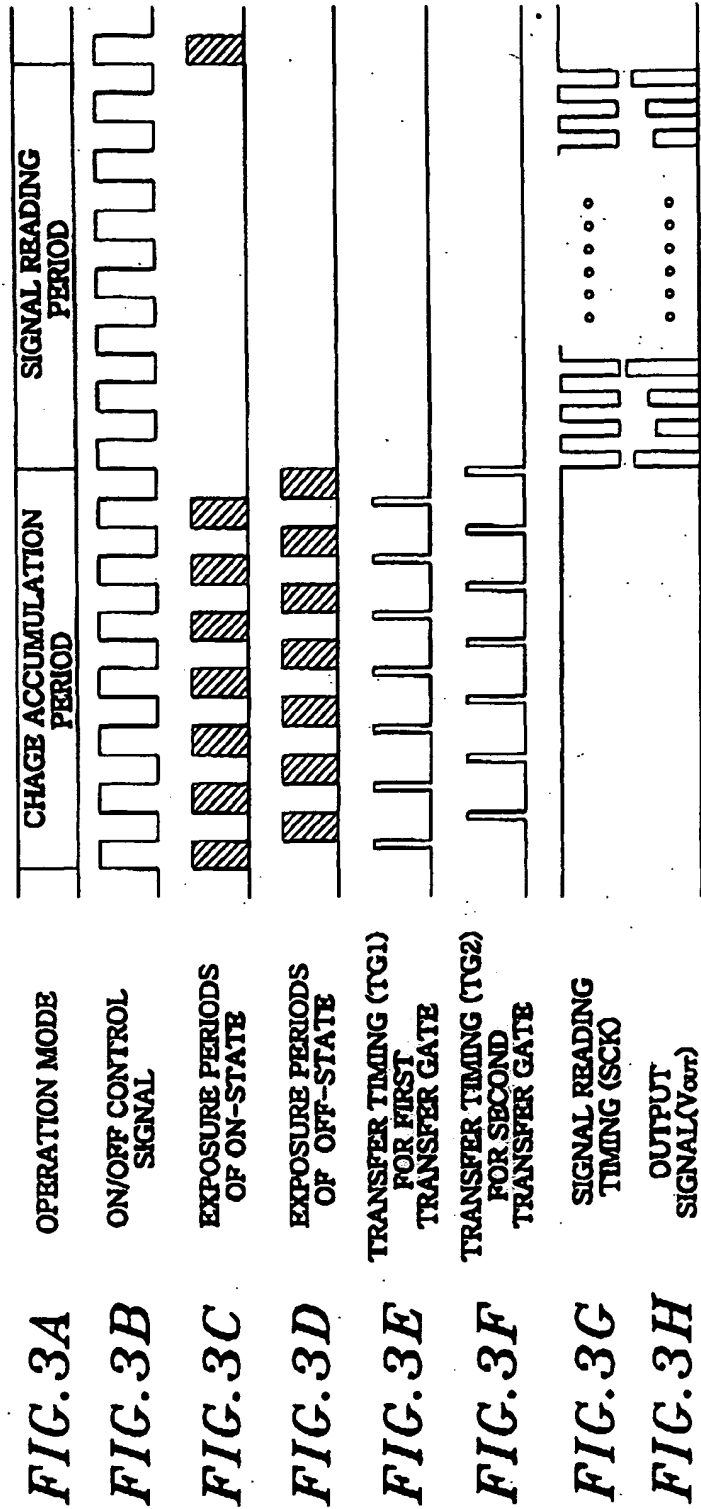 FIG.3A
OPERATION MODE
CHAGE ACCUMULATION
PERIOD
SIGNAL READING
PERIOD
FIG.3B
ON/OFF CONTROL
SIGNAL
FIG.3C
EXPOSURE PERIODS
OF ON-STATE
FIG.3D
EXPOSURE PERIODS
OF OFF-STATE
FIG.3E
TRANSFER TIMING (TG1)
FOR FIRST
TRANSFER GATE
FIG.3F
TRANSFER TIMING (TG2)
FOR SECOND
TRANSFER GATE
FIG.3G
SIGNAL READING
TIMING (SCK)
FIG.3H
OUTPUT
SIGNAL(VOUT)